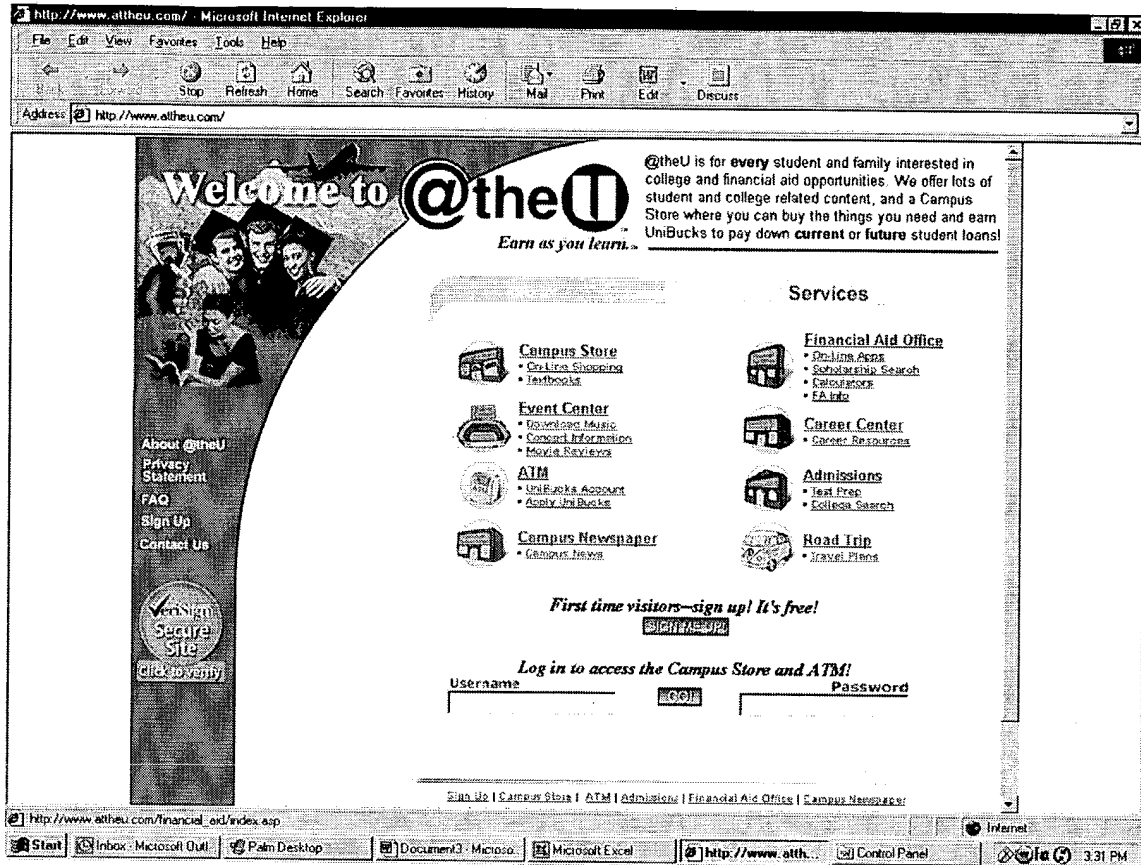 http://www.attheu.com/ - Microsoft Internet Explorer
File Edit View Favorites Tools Help
Stop Refresh Home Search Favorites History Mail Print Edit Discuss
Address http://www.attheu.com/
Welcome to @theU
Earn as you learn.
@theU is for every student and family interested in
college and financial aid opportunities. We offer lots of
student and college related content, and a Campus
Store where you can buy the things you need and earn
UniBucks to pay down current or future student loans!
Services
Campus Store
• On-Line Shopping
• Textbooks
Event Center
• Download Music
• Concert Information
• Movie Reviews
ATM
• UniBucks Account
• Apply UniBucks
Campus Newspaper
• Campus News
Financial Aid Office
• On-Line Apps
• Scholarship Search
• Calculators
• FA Info
Career Center
• Career Resources
Admissions
• Test Prep
• College Search
Road Trip
• Travel Plans
About @theU
Privacy
Statement
FAQ
Sign Up
Contact Us
VeriSign
Secure
Site
Click to verify
First time visitors—sign up! It's free!
SIGN ME UP!
Log in to access the Campus Store and ATM!
Username GO! Password
Sign Up | Campus Store | ATM | Admissions | Financial Aid Office | Campus Newspaper
http://www.attheu.com/financial_aid/index.asp Internet
Start Inbox - Microsoft Outl... Palm Desktop Document3 - Microso... Microsoft Excel http://www.atth... Control Panel 3:31 PM